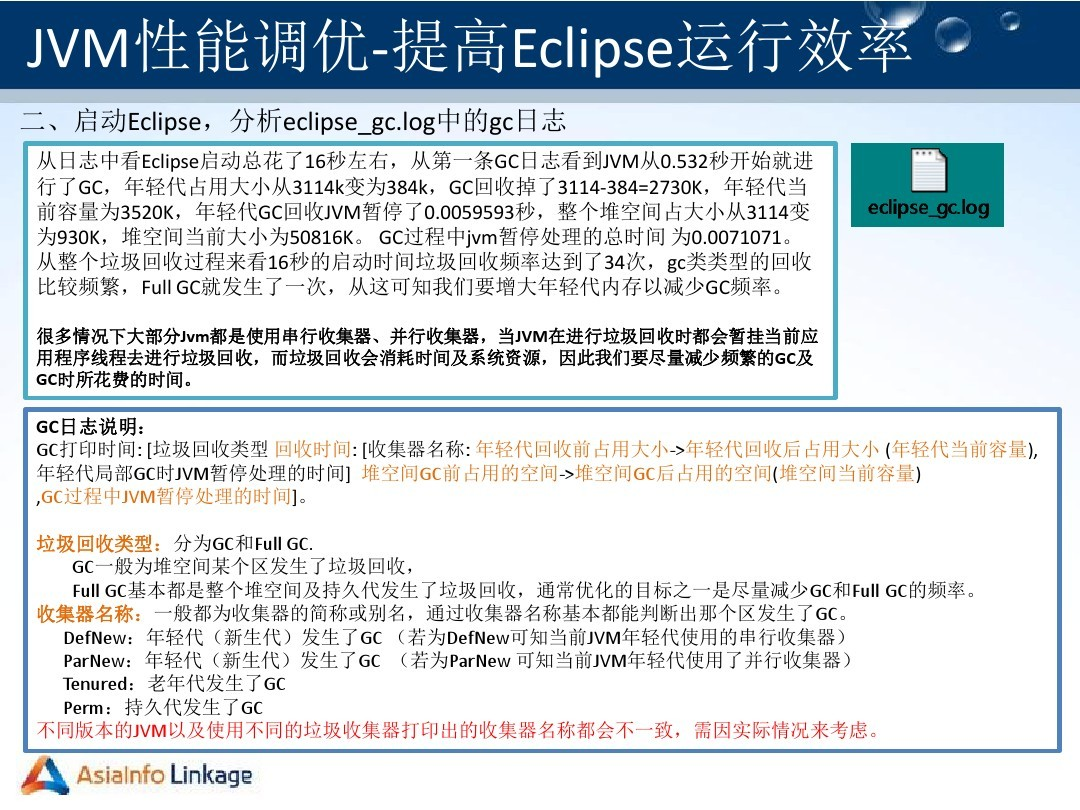 JVM性能调优-提高Eclipse运行效率
二、启动Eclipse，分析eclipse_gc.log中的gc日志
从日志中看Eclipse启动总花了16秒左右，从第一条GC日志看到JVM从0.532秒开始就进
行了GC，年轻代占用大小从3114k变为384k，GC回收掉了3114-384=2730K，年轻代当
前容量为3520K，年轻代GC回收JVM暂停了0.0059593秒，整个堆空间占大小从3114变
为930K，堆空间当前大小为50816K。 GC过程中jvm暂停处理的总时间 为0.0071071。
从整个垃圾回收过程来看16秒的启动时间垃圾回收频率达到了34次，gc类类型的回收
比较频繁，Full GC就发生了一次，从这可知我们要增大年轻代内存以减少GC频率。
很多情况下大部分Jvm都是使用串行收集器、并行收集器，当JVM在进行垃圾回收时都会暂挂当前应
用程序线程去进行垃圾回收，而垃圾回收会消耗时间及系统资源，因此我们要尽量减少频繁的GC及
GC时所花费的时间。
eclipse_gc.log
GC日志说明：
GC打印时间: [垃圾回收类型 回收时间: [收集器名称: 年轻代回收前占用大小->年轻代回收后占用大小 (年轻代当前容量),
年轻代局部GC时JVM暂停处理的时间] 堆空间GC前占用的空间->堆空间GC后占用的空间(堆空间当前容量)
,GC过程中JVM暂停处理的时间]。
垃圾回收类型：分为GC和Full GC.
GC一般为堆空间某个区发生了垃圾回收，
Full GC基本都是整个堆空间及持久代发生了垃圾回收，通常优化的目标之一是尽量减少GC和Full GC的频率。
收集器名称：一般都为收集器的简称或别名，通过收集器名称基本都能判断出那个区发生了GC。
DefNew：年轻代（新生代）发生了GC （若为DefNew可知当前JVM年轻代使用的串行收集器）
ParNew：年轻代（新生代）发生了GC （若为ParNew 可知当前JVM年轻代使用了并行收集器）
Tenured：老年代发生了GC
Perm：持久代发生了GC
不同版本的JVM以及使用不同的垃圾收集器打印出的收集器名称都会不一致，需因实际情况来考虑。
AsiaInfo Linkage